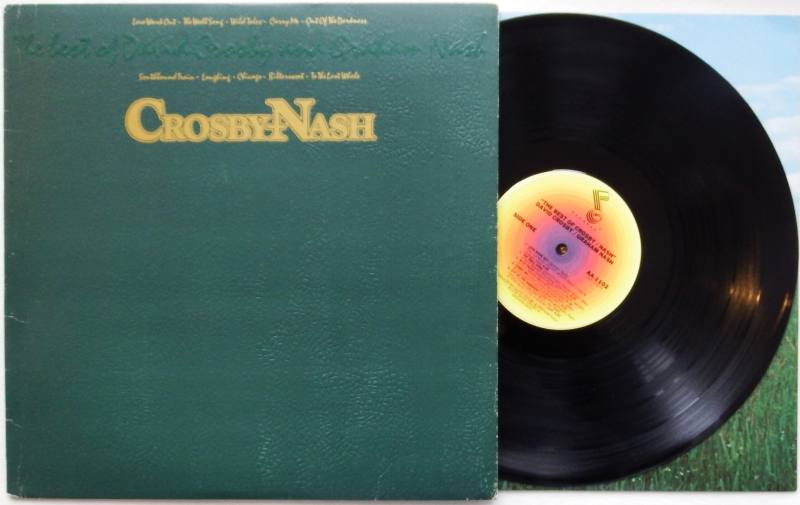 Love Work Out • The Wall Song • Wild Tales • Carry Me • Out Of The Darkness
The best of David Crosby and Graham Nash
Southbound Train • Laughing • Chicago • Bittersweet • To The Last Whale
CROSBY-NASH
"THE BEST OF CROSBY/NASH"
DAVID CROSBY/GRAHAM NASH
SIDE ONE
AA-1102